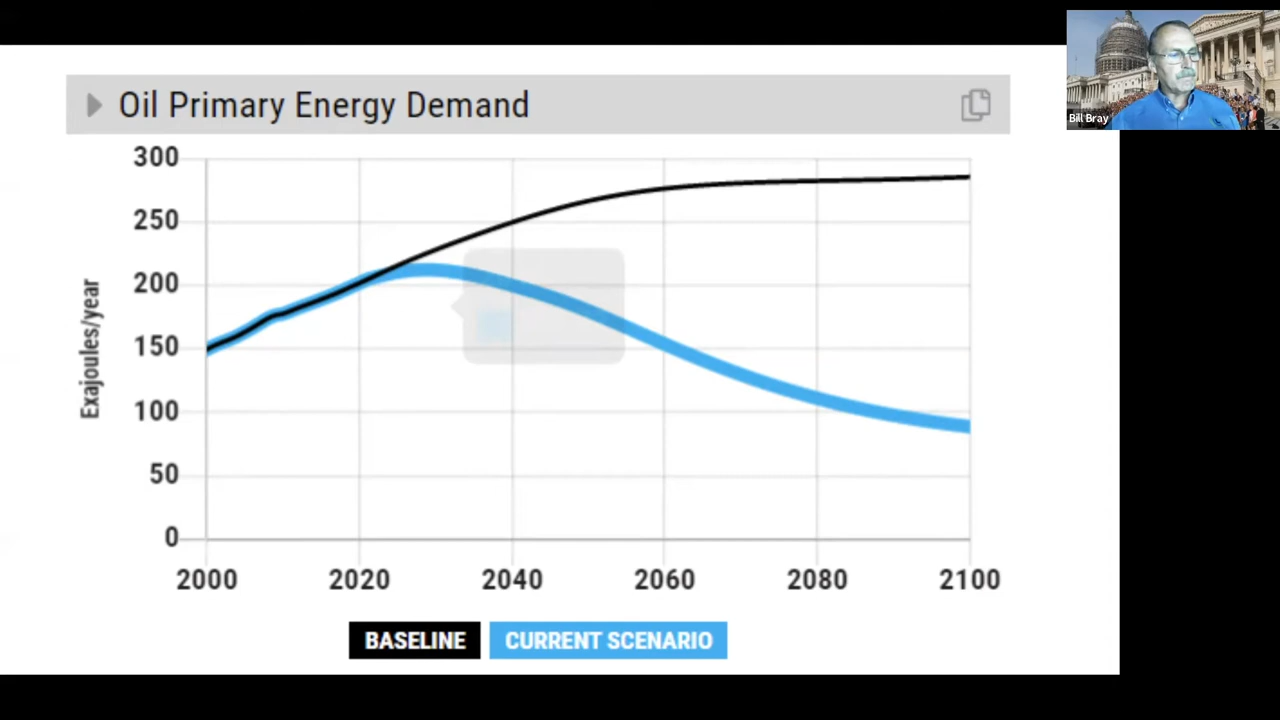 Oil Primary Energy Demand
Bill Bray
300
250
200
150
100
50
0
Exajoules/year
2000 2020 2040 2060 2080 2100
BASELINE CURRENT SCENARIO